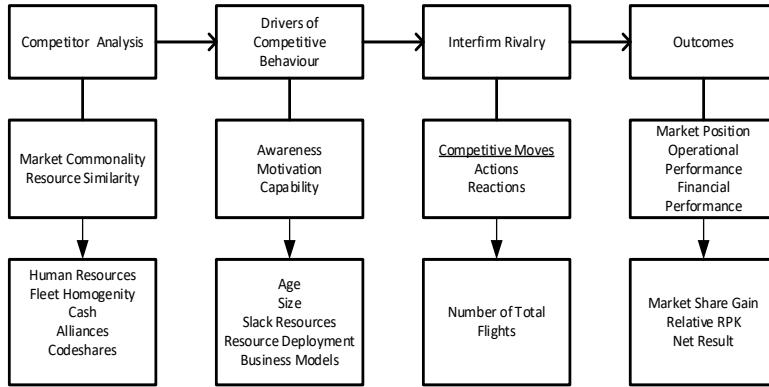 Competitor Analysis
Drivers of
Competitive
Behaviour
Interfirm Rivalry
Outcomes
Market Commonality
Resource Similarity
Awareness
Motivation
Capability
Competitive Moves
Actions
Reactions
Market Position
Operational
Performance
Financial
Performance
Human Resources
Fleet Homogenity
Cash
Alliances
Codeshares
Age
Size
Slack Resources
Resource Deployment
Business Models
Number of Total
Flights
Market Share Gain
Relative RPK
Net Result